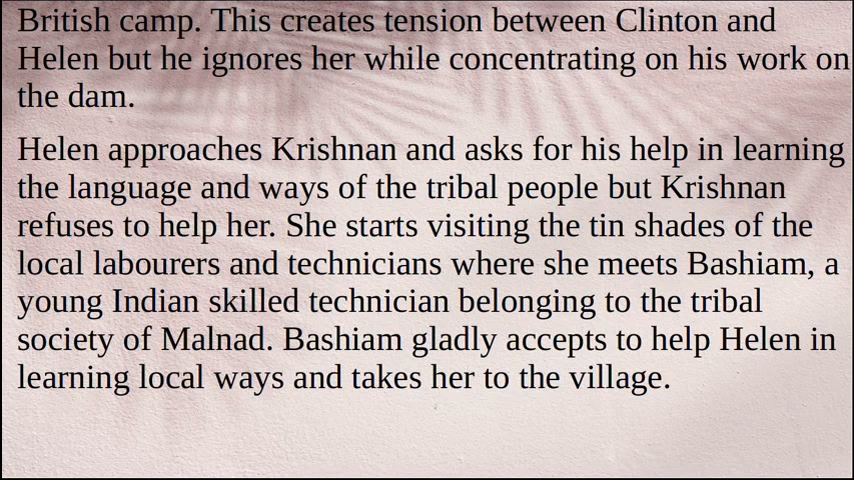 British camp. This creates tension between Clinton and
Helen but he ignores her while concentrating on his work on
the dam.
Helen approaches Krishnan and asks for his help in learning
the language and ways of the tribal people but Krishnan
refuses to help her. She starts visiting the tin shades of the
local labourers and technicians where she meets Bashiam, a
young Indian skilled technician belonging to the tribal
society of Malnad. Bashiam gladly accepts to help Helen in
learning local ways and takes her to the village.